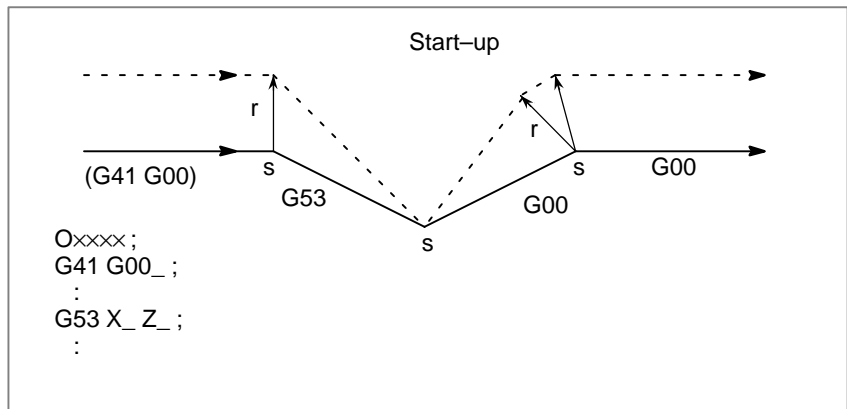 Start–up
r
r
s
(G41 G00)
G53
s
G00
s
G00
O×××× ;
G41 G00_ ;
:
G53 X_ Z_ ;
: